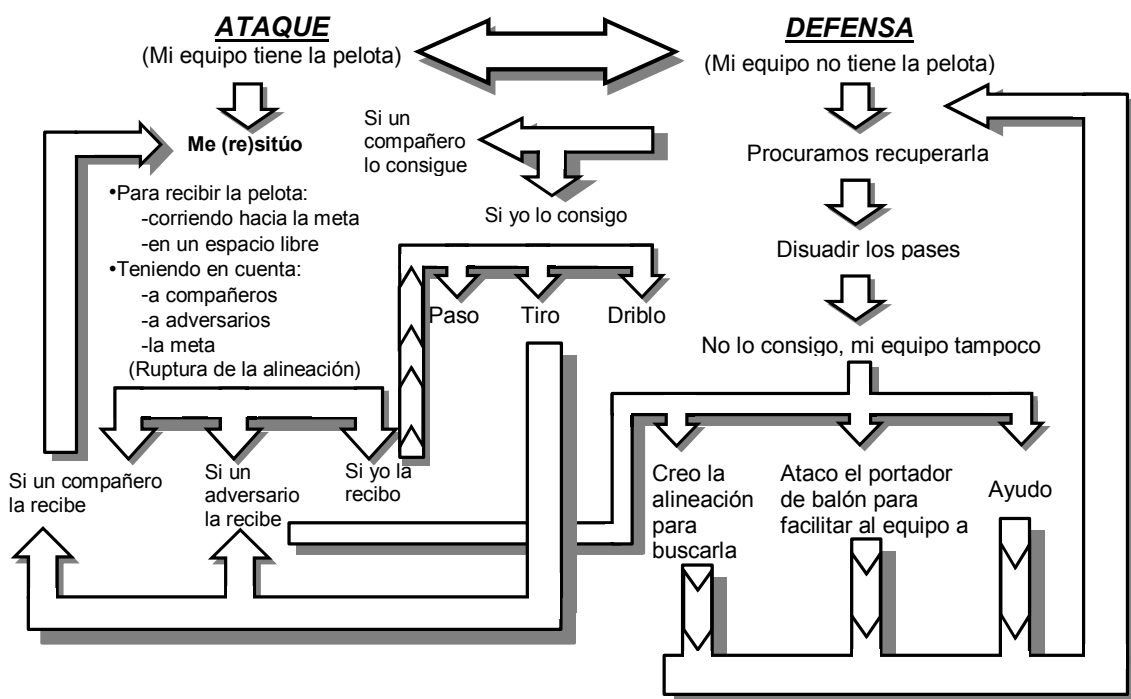 ATAQUE
(Mi equipo tiene la pelota)
DEFENSA
(Mi equipo no tiene la pelota)
Me (re)sitúo
•Para recibir la pelota:
-corriendo hacia la meta
-en un espacio libre
•Teniendo en cuenta:
-a compañeros
-a adversarios
-la meta
(Ruptura de la alineación)
Si un
compañero
lo consigue
Si yo lo consigo
Procuramos recuperarla
Disuadir los pases
No lo consigo, mi equipo tampoco
Paso
Tiro
Driblo
Si un compañero
la recibe
Si un
adversario
la recibe
Si yo la
recibo
Creo la
alineación
para
buscarla
Ataco el portador
de balón para
facilitar al equipo a
Ayudo